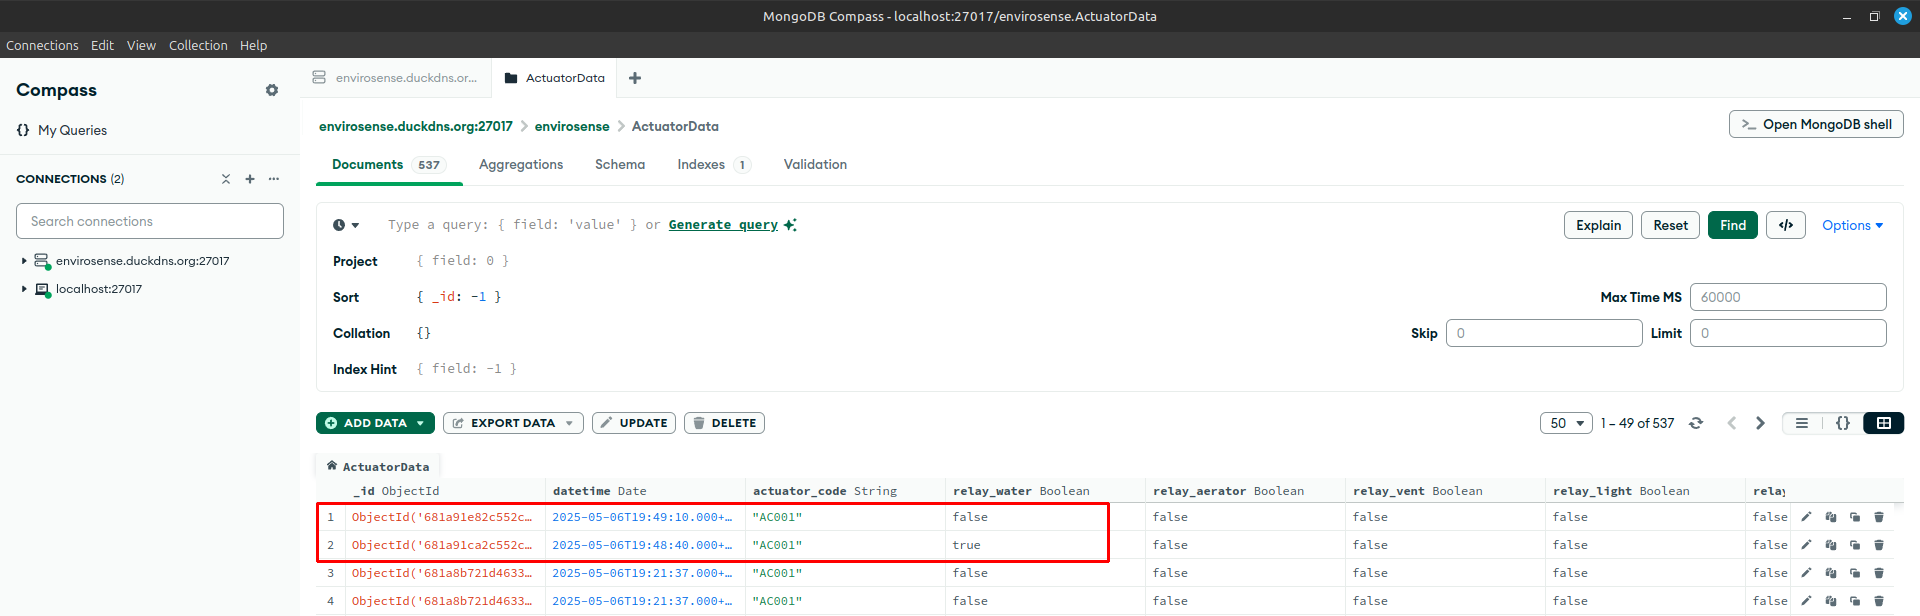 MongoDB Compass - localhost:27017/envirosense.ActuatorData
Connections Edit View Collection Help
Compass
My Queries
CONNECTIONS (2)
Search connections
envirosense.duckdns.org:27017
localhost:27017
envirosense.duckdns.or... ActuatorData
envirosense.duckdns.org:27017 > envirosense > ActuatorData
>_ Open MongoDB shell
Documents 537 Aggregations Schema Indexes 1 Validation
Type a query: { field: 'value' } or Generate query
Explain Reset Find </> Options
Project { field: 0 }
Sort { _id: -1 }
Max Time MS 60000
Collation {}
Skip 0 Limit 0
Index Hint { field: -1 }
ADD DATA EXPORT DATA UPDATE DELETE
50 1 – 49 of 537 {}
ActuatorData
_id ObjectId datetime Date actuator_code String relay_water Boolean relay_aerator Boolean relay_vent Boolean relay_light Boolean relay
1 ObjectId('681a91e82c552c... 2025-05-06T19:49:10.000+... "AC001" false false false false false
2 ObjectId('681a91ca2c552c... 2025-05-06T19:48:40.000+... "AC001" true false false false false
3 ObjectId('681a8b721d4633... 2025-05-06T19:21:37.000+... "AC001" false false false false false
4 ObjectId('681a8b721d4633... 2025-05-06T19:21:37.000+... "AC001" false false false false false